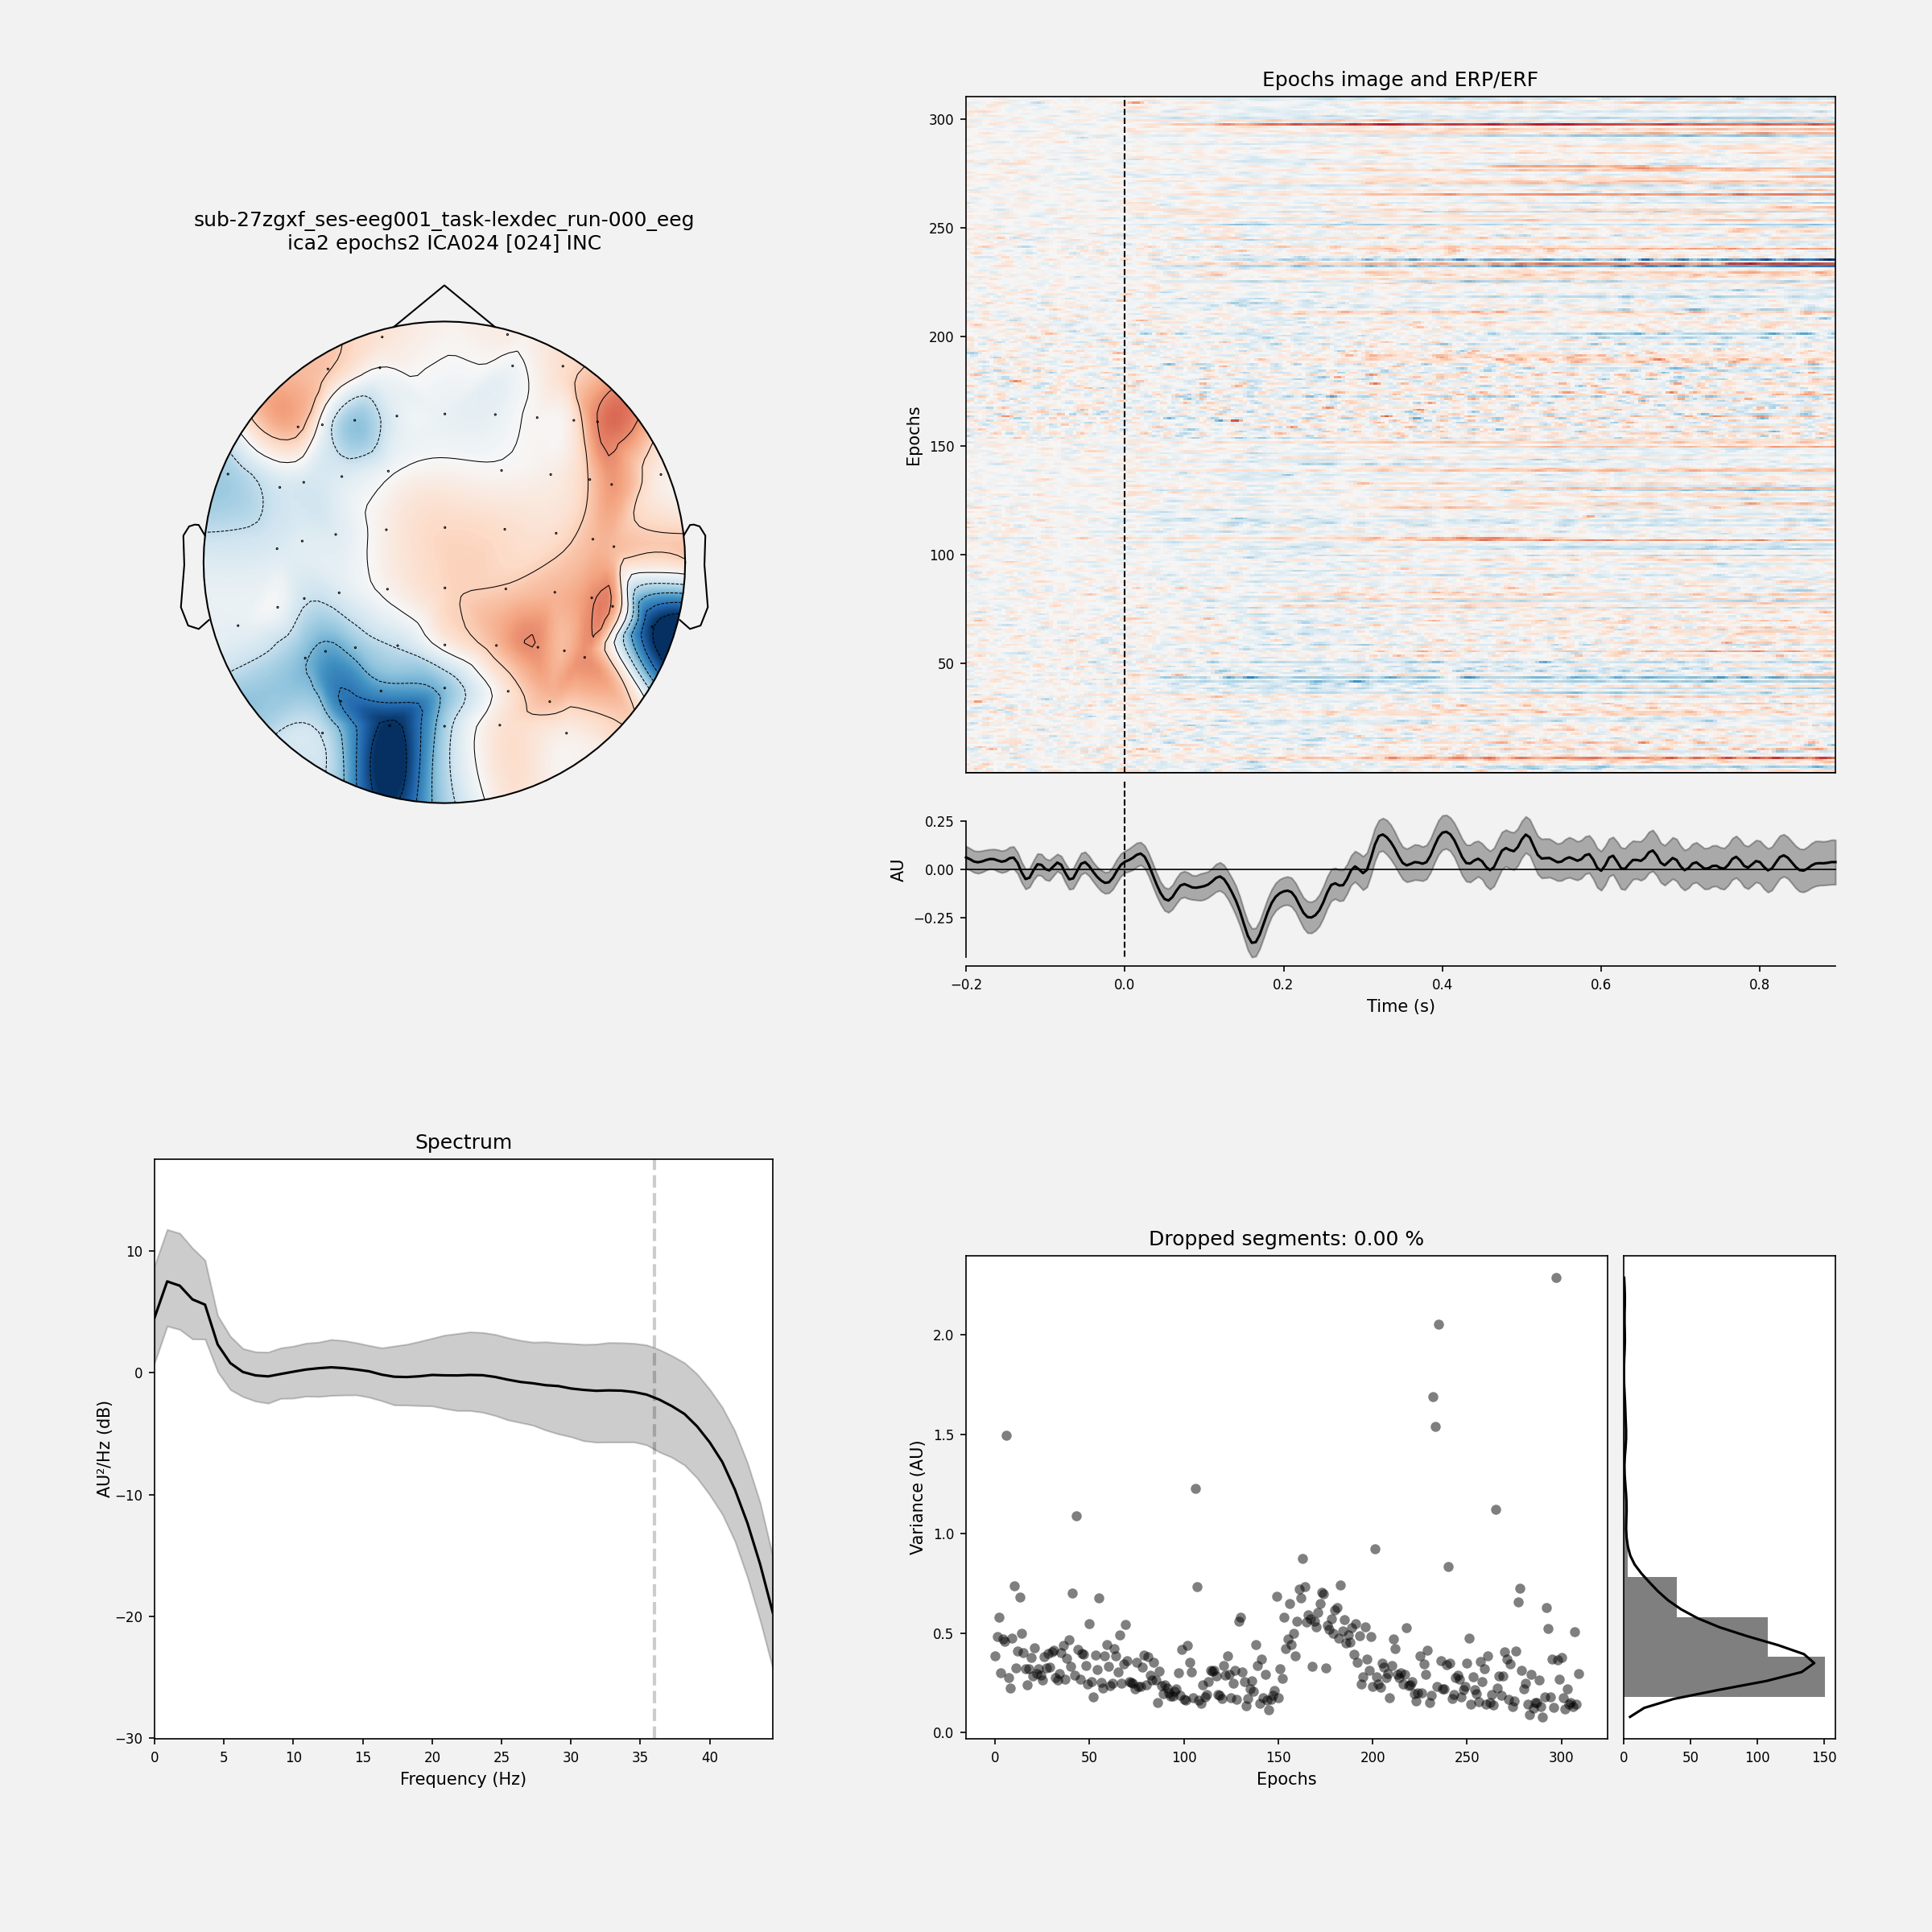 Epochs image and ERP/ERF
sub-27zgxf_ses-eeg001_task-lexdec_run-000_eeg
ica2 epochs2 ICA024 [024] INC
300
250
200
150
100
50
Epochs
0.25
0.00
−0.25
AU
−0.2 0.0 0.2 0.4 0.6 0.8
Time (s)
Spectrum
10
0
−10
−20
−30
AU²/Hz (dB)
0 5 10 15 20 25 30 35 40
Frequency (Hz)
Dropped segments: 0.00 %
2.0
1.5
1.0
0.5
0.0
Variance (AU)
0 50 100 150 200 250 300
Epochs
0 50 100 150